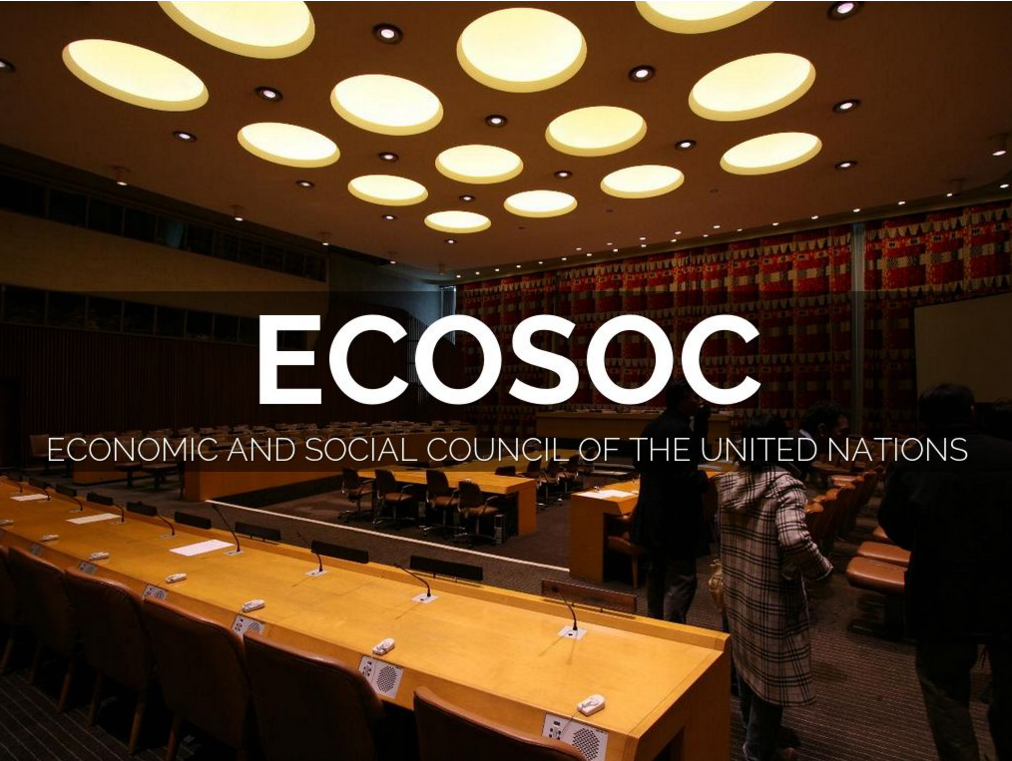 ECOSOC
ECONOMIC AND SOCIAL COUNCIL OF THE UNITED NATIONS